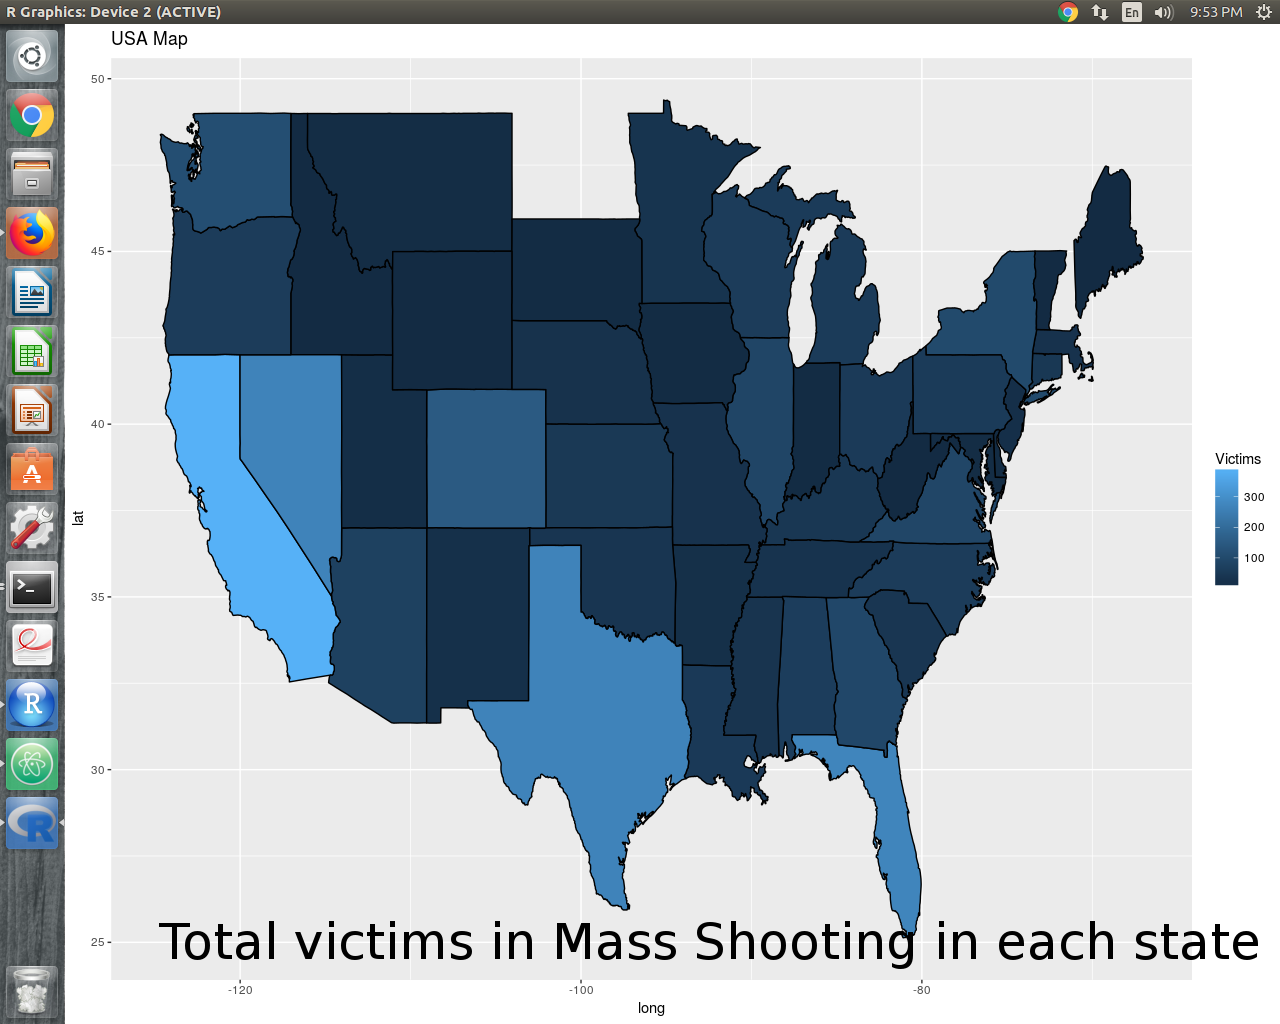 R Graphics: Device 2 (ACTIVE)
En
9:53 PM
USA Map
50
45
40
35
30
25
lat
-120
-100
-80
long
Victims
300
200
100
Total victims in Mass Shooting in each state